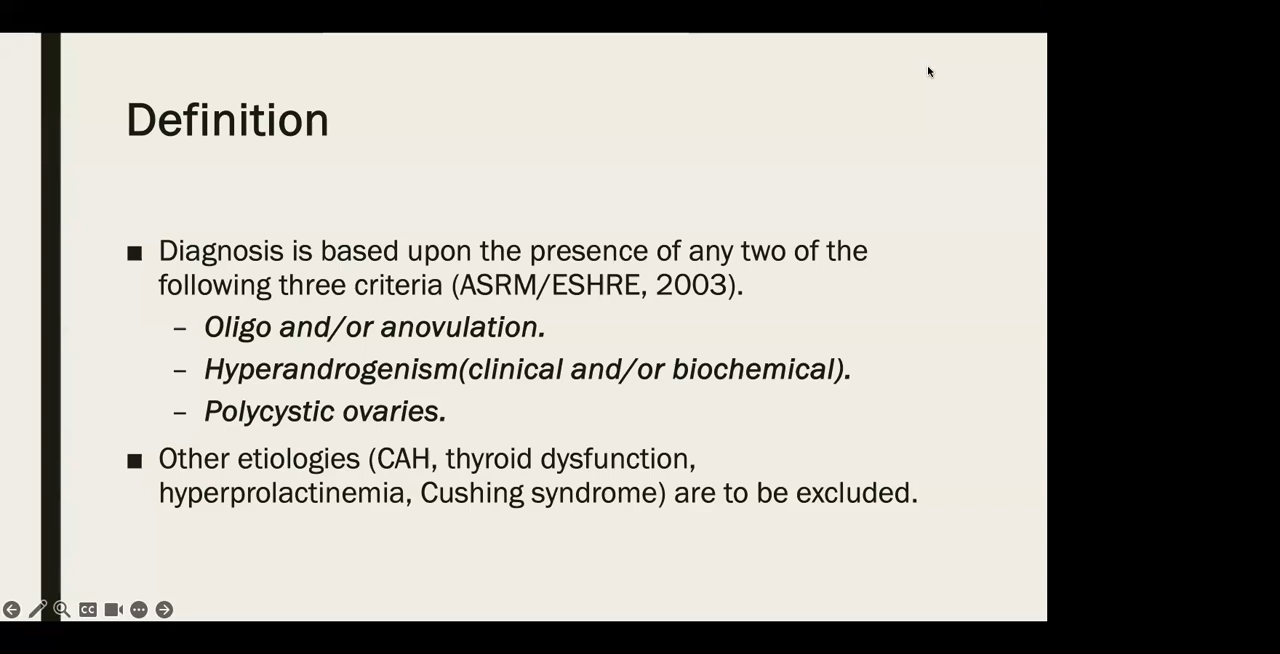 Definition
■ Diagnosis is based upon the presence of any two of the
following three criteria (ASRM/ESHRE, 2003).
– Oligo and/or anovulation.
– Hyperandrogenism(clinical and/or biochemical).
– Polycystic ovaries.
■ Other etiologies (CAH, thyroid dysfunction,
hyperprolactinemia, Cushing syndrome) are to be excluded.
CC